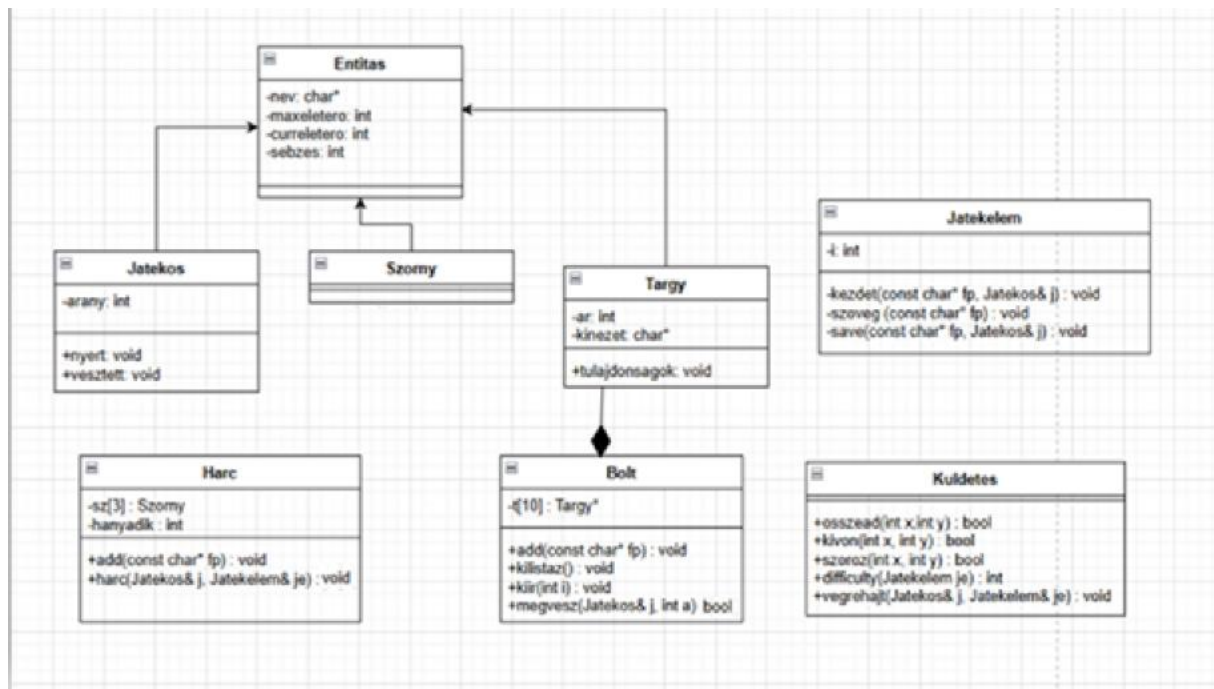 Entitas
-nev: char*
-maxeletero: int
-curreletero: int
-sebzes: int
Jatekos
-arany: int
+nyert: void
+vesztett: void
Szorny
Targy
-ar: int
-kinezet: char*
+tulajdonsagok: void
Jatekelem
-i: int
-kezdet(const char* fp, Jatekos& j) : void
-szoveg (const char* fp) : void
-save(const char* fp, Jatekos& j) : void
Harc
-sz[3] : Szorny
-hanyadik : int
+add(const char* fp) : void
+harc(Jatekos& j, Jatekelem& je) : void
Bolt
-t[10] : Targy*
+add(const char* fp) : void
+kilistaz() : void
+kiir(int i) : void
+megvesz(Jatekos& j, int a) bool
Kuldetes
+osszead(int x,int y) : bool
+kivon(int x, int y) : bool
+szoroz(int x, int y) : bool
+difficulty(Jatekelem je) : int
+vegrehajt(Jatekos& j, Jatekelem& je) : void